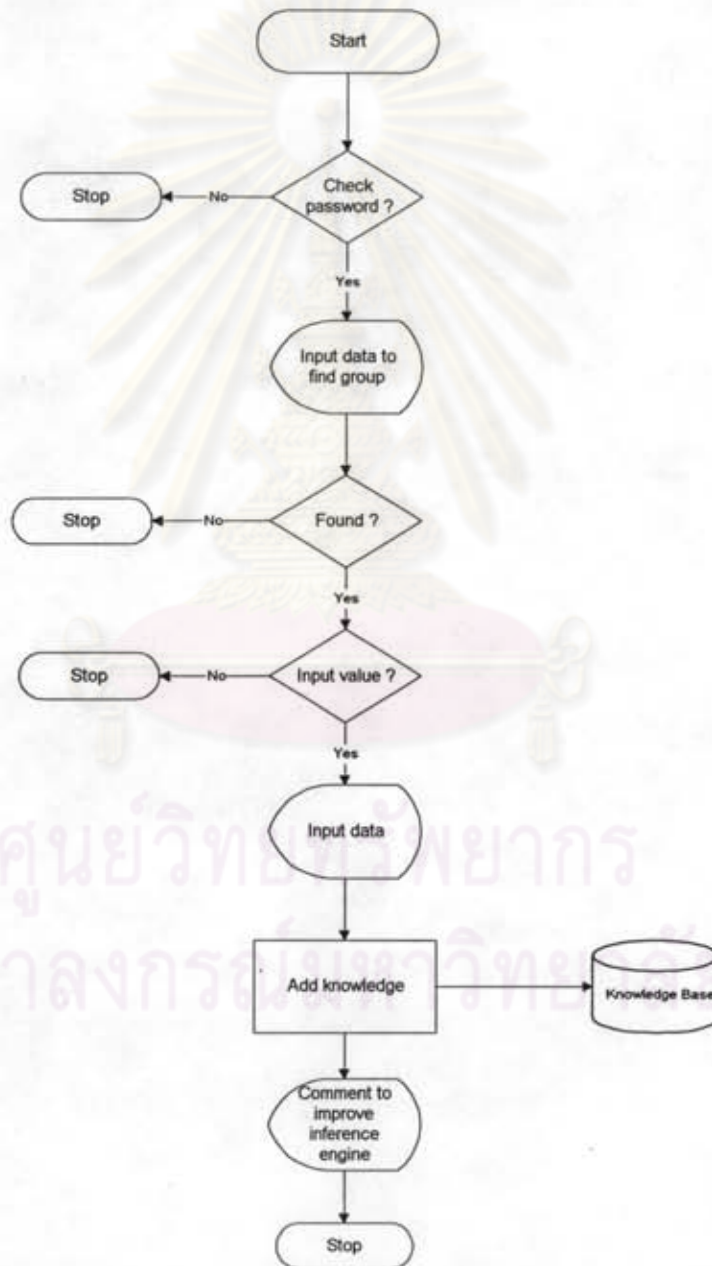 Start
Check
password ?
No
Stop
Yes
Input data to
find group
Found ?
No
Stop
Yes
Input value ?
No
Stop
Yes
Input data
Add knowledge
Knowledge Base
Comment to
improve
inference
engine
Stop
ศูนย์วิทยทรัพยากร
าลงกรณ์มหาวิทยาลัย